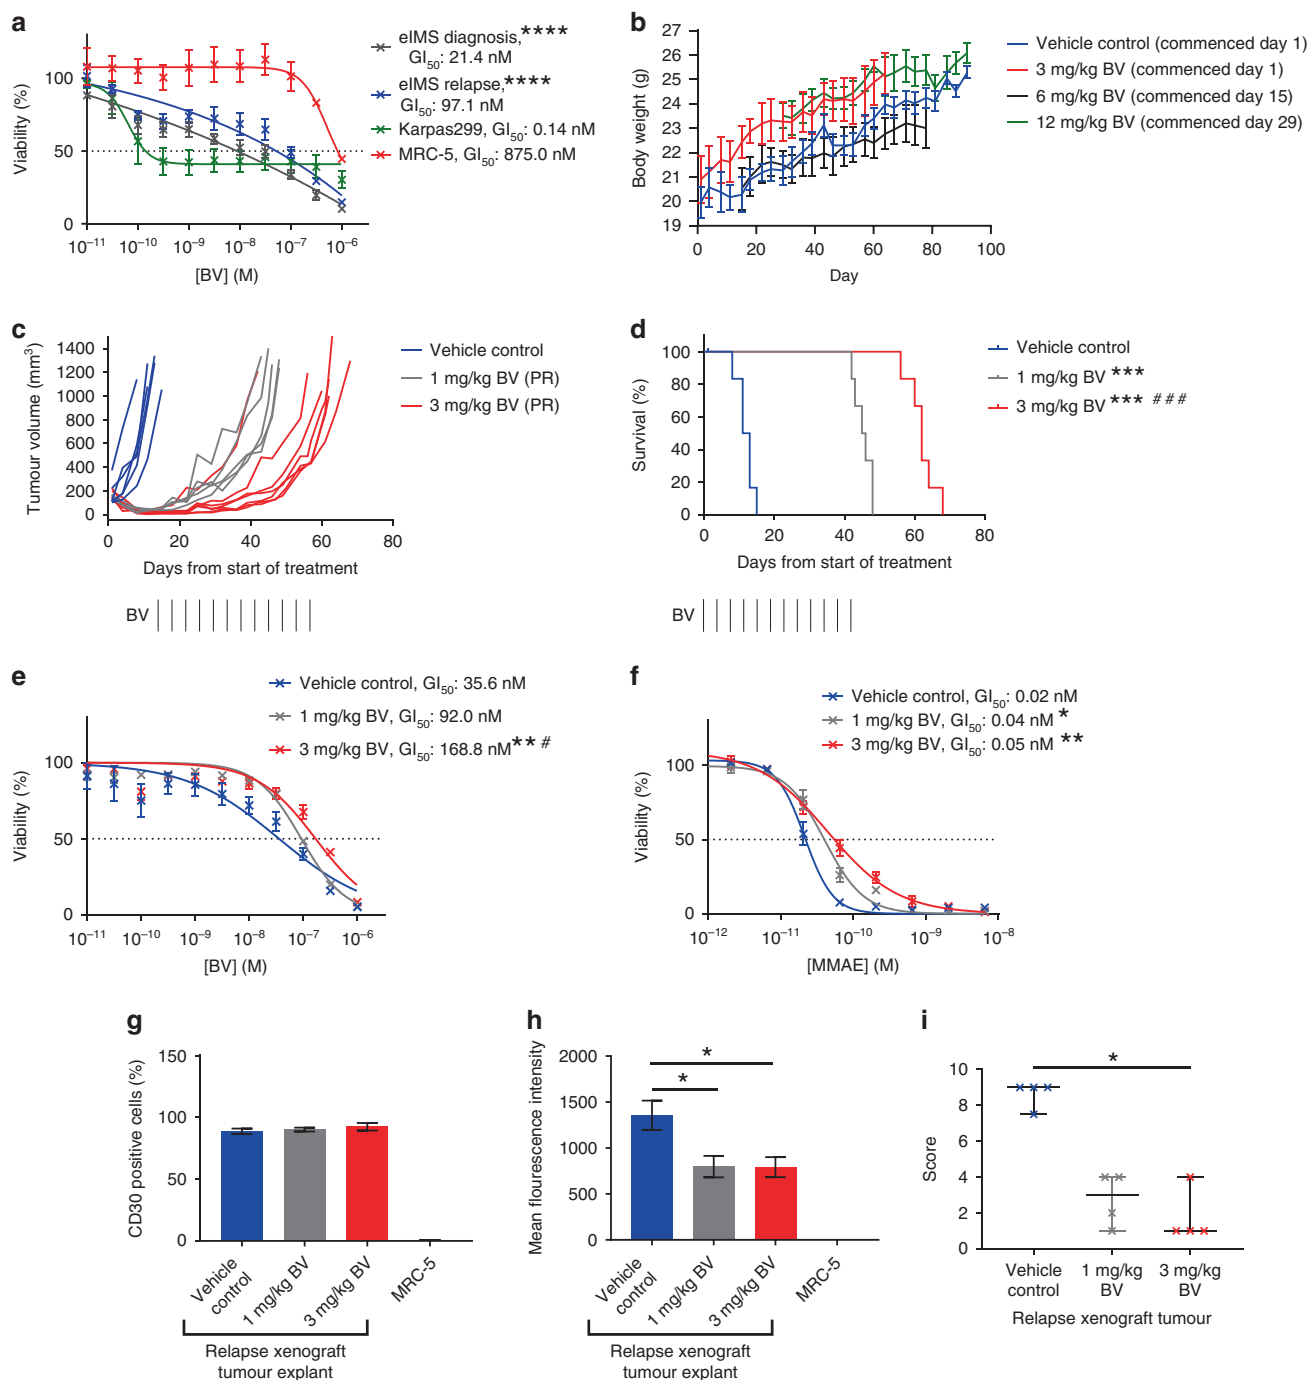 a
eIMS diagnosis,****
GI50: 21.4 nM
eIMS relapse,****
GI50: 97.1 nM
Karpas299, GI50: 0.14 nM
MRC-5, GI50: 875.0 nM
Viability (%)
100
50
0
10–11
10–10
10–9
10–8
10–7
10–6
[BV] (M)
b
Vehicle control (commenced day 1)
3 mg/kg BV (commenced day 1)
6 mg/kg BV (commenced day 15)
12 mg/kg BV (commenced day 29)
Body weight (g)
27
26
25
24
23
22
21
20
19
0
20
40
60
80
100
Day
c
Vehicle control
1 mg/kg BV (PR)
3 mg/kg BV (PR)
Tumour volume (mm3)
1400
1200
1000
800
600
400
200
0
0
20
40
60
80
Days from start of treatment
BV
d
Vehicle control
1 mg/kg BV ***
3 mg/kg BV *** ###
Survival (%)
100
80
60
40
20
0
0
20
40
60
80
Days from start of treatment
BV
e
Vehicle control, GI50: 35.6 nM
1 mg/kg BV, GI50: 92.0 nM
3 mg/kg BV, GI50: 168.8 nM** #
Viability (%)
100
50
0
10–11
10–10
10–9
10–8
10–7
10–6
[BV] (M)
f
Vehicle control, GI50: 0.02 nM
1 mg/kg BV, GI50: 0.04 nM *
3 mg/kg BV, GI50: 0.05 nM **
Viability (%)
100
50
0
10–12
10–11
10–10
10–9
10–8
[MMAE] (M)
g
CD30 positive cells (%)
150
100
50
0
Vehicle
control
1 mg/kg BV
3 mg/kg BV
MRC-5
Relapse xenograft
tumour explant
h
Mean flourescence intensity
2000
1500
1000
500
0
*
*
Vehicle
control
1 mg/kg BV
3 mg/kg BV
MRC-5
Relapse xenograft
tumour explant
i
Score
10
8
6
4
2
0
*
Vehicle
control
1 mg/kg
BV
3 mg/kg
BV
Relapse xenograft tumour